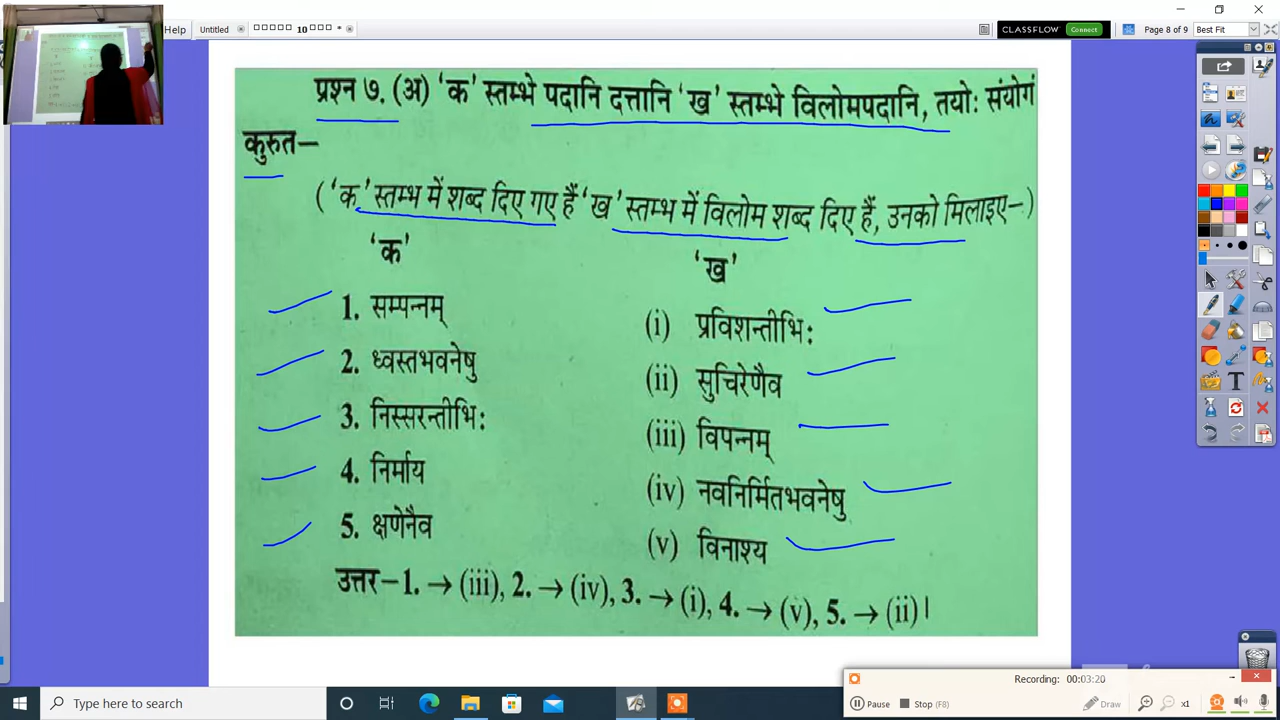 Help Untitled 10 * CLASSFLOW Connect Page 8 of 9 Best Fit
प्रश्न ७. (अ) 'क' स्तम्भे पदानि दत्तानि 'ख' स्तम्भे विलोमपदानि, तयोः संयोगं
कुरुत–
('क' स्तम्भ में शब्द दिए गए हैं 'ख' स्तम्भ में विलोम शब्द दिए हैं, उनको मिलाइए–)
'क' 'ख'
1. सम्पन्नम् (i) प्रविशन्तीभिः
2. ध्वस्तभवनेषु (ii) सुचिरेणैव
3. निस्सरन्तीभिः (iii) विपन्नम्
4. निर्माय (iv) नवनिर्मितभवनेषु
5. क्षणेनैव (v) विनाश्य
उत्तर–1. → (iii), 2. → (iv), 3. → (i), 4. → (v), 5. → (ii)।
Recording: 00:03:20
Pause Stop (F8) Draw x1
Type here to search